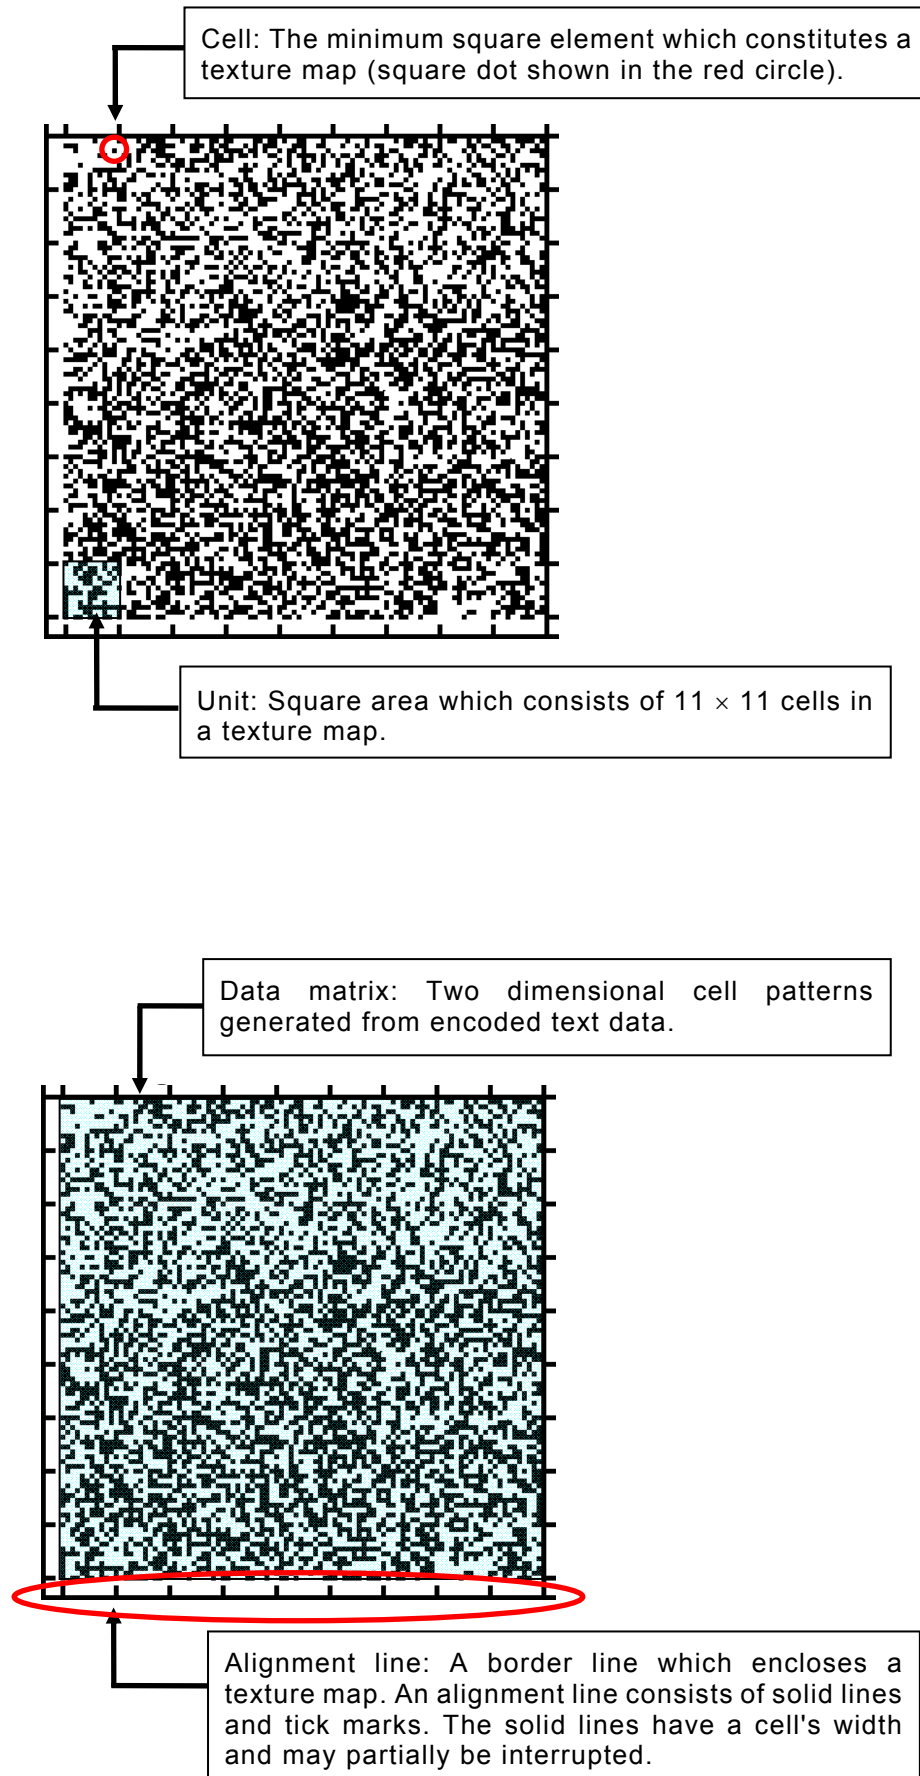 Cell: The minimum square element which constitutes a
texture map (square dot shown in the red circle).
Unit: Square area which consists of 11 × 11 cells in
a texture map.
Data matrix: Two dimensional cell patterns
generated from encoded text data.
Alignment line: A border line which encloses a
texture map. An alignment line consists of solid lines
and tick marks. The solid lines have a cell's width
and may partially be interrupted.